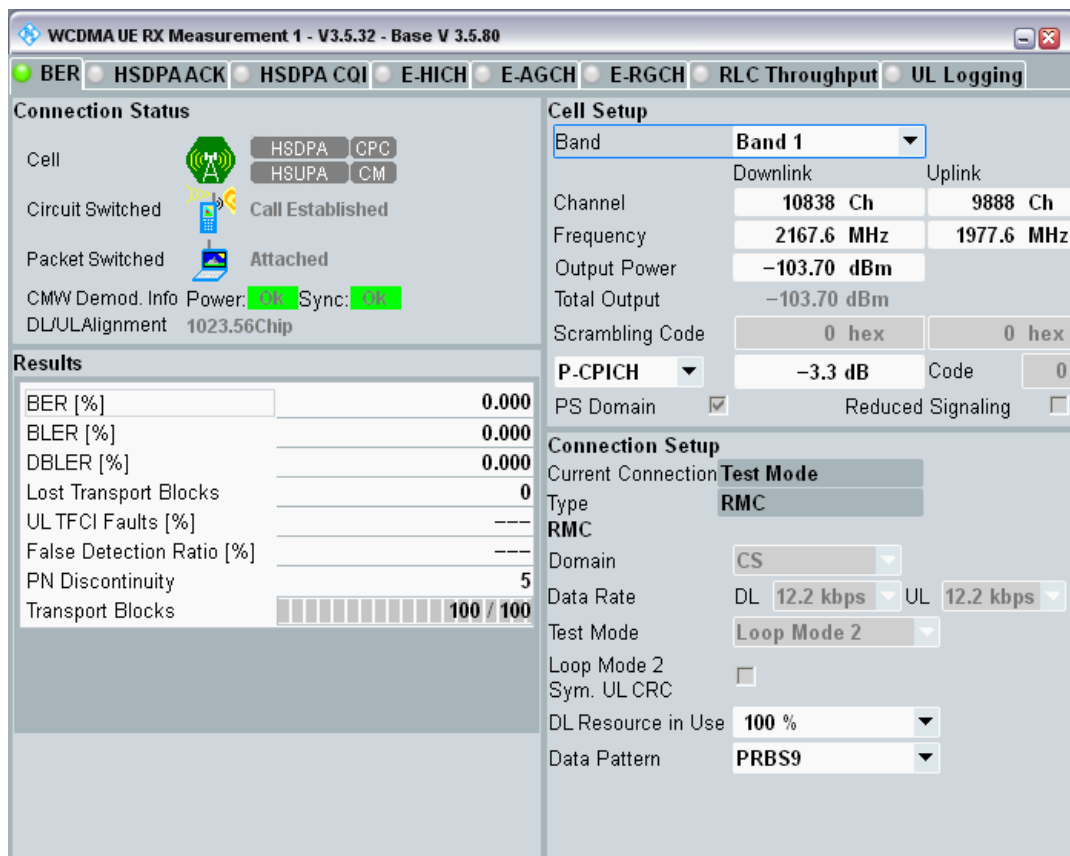 WCDMA UE RX Measurement 1 - V3.5.32 - Base V 3.5.80
BER HSDPA ACK HSDPA CQI E-HICH E-AGCH E-RGCH RLC Throughput UL Logging
Connection Status
Cell HSDPA CPC
HSUPA CM
Circuit Switched Call Established
Packet Switched Attached
CMW Demod. Info Power: Ok Sync: Ok
DL/UL Alignment 1023.56Chip
Results
BER [%] 0.000
BLER [%] 0.000
DBLER [%] 0.000
Lost Transport Blocks 0
UL TFCI Faults [%] ---
False Detection Ratio [%] ---
PN Discontinuity 5
Transport Blocks 100 / 100
Cell Setup
Band Band 1
Downlink Uplink
Channel 10838 Ch 9888 Ch
Frequency 2167.6 MHz 1977.6 MHz
Output Power -103.70 dBm
Total Output -103.70 dBm
Scrambling Code 0 hex 0 hex
P-CPICH -3.3 dB Code 0
PS Domain Reduced Signaling
Connection Setup
Current Connection Test Mode
Type RMC
RMC
Domain CS
Data Rate DL 12.2 kbps UL 12.2 kbps
Test Mode Loop Mode 2
Loop Mode 2
Sym. UL CRC
DL Resource in Use 100 %
Data Pattern PRBS9